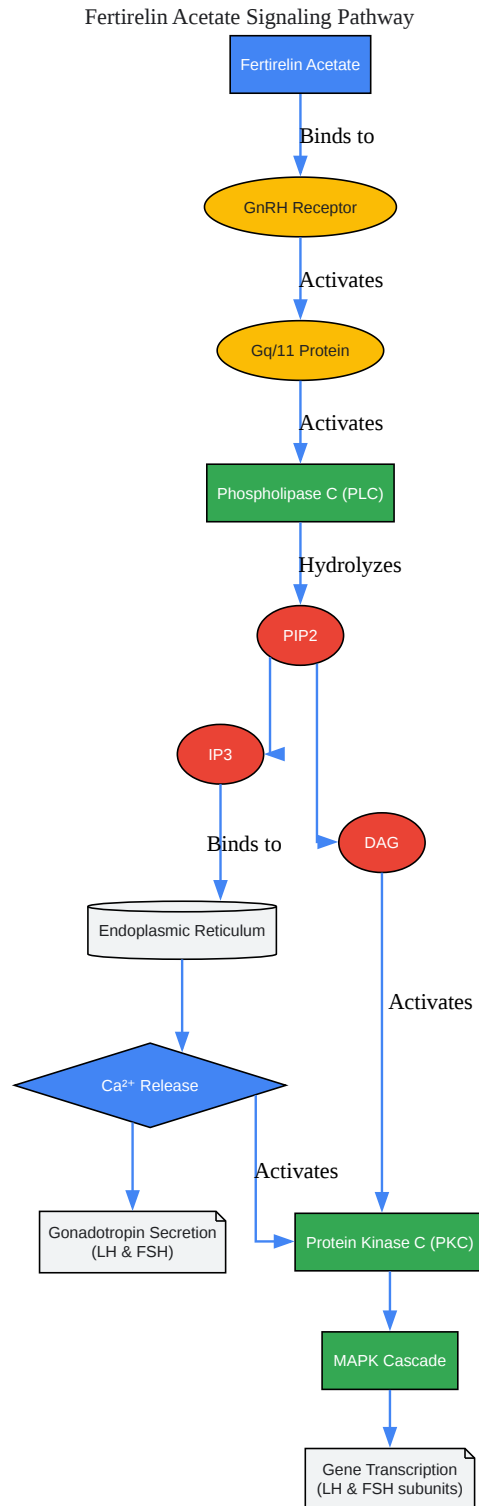 Fertirelin Acetate Signaling Pathway
Fertirelin Acetate
Binds to
GnRH Receptor
Activates
Gq/11 Protein
Activates
Phospholipase C (PLC)
Hydrolyzes
PIP2
IP3
Binds to
DAG
Endoplasmic Reticulum
Activates
Ca²⁺ Release
Activates
Gonadotropin Secretion
(LH & FSH)
Protein Kinase C (PKC)
MAPK Cascade
Gene Transcription
(LH & FSH subunits)